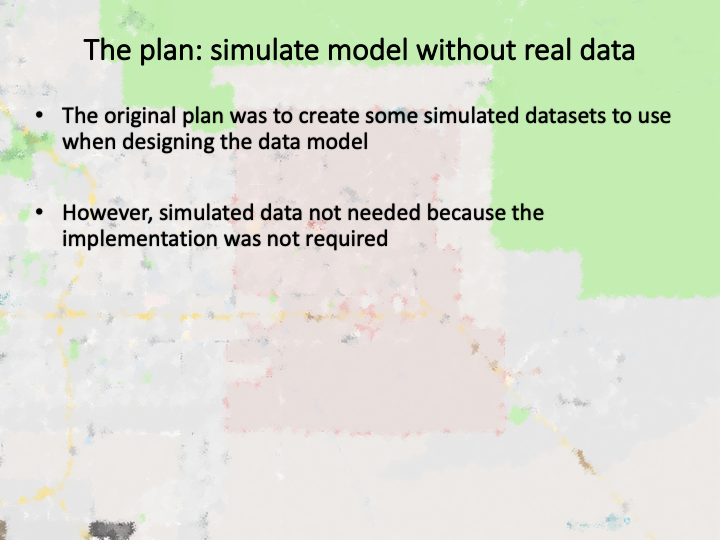 The plan: simulate model without real data
• The original plan was to create some simulated datasets to use
when designing the data model
• However, simulated data not needed because the
implementation was not required